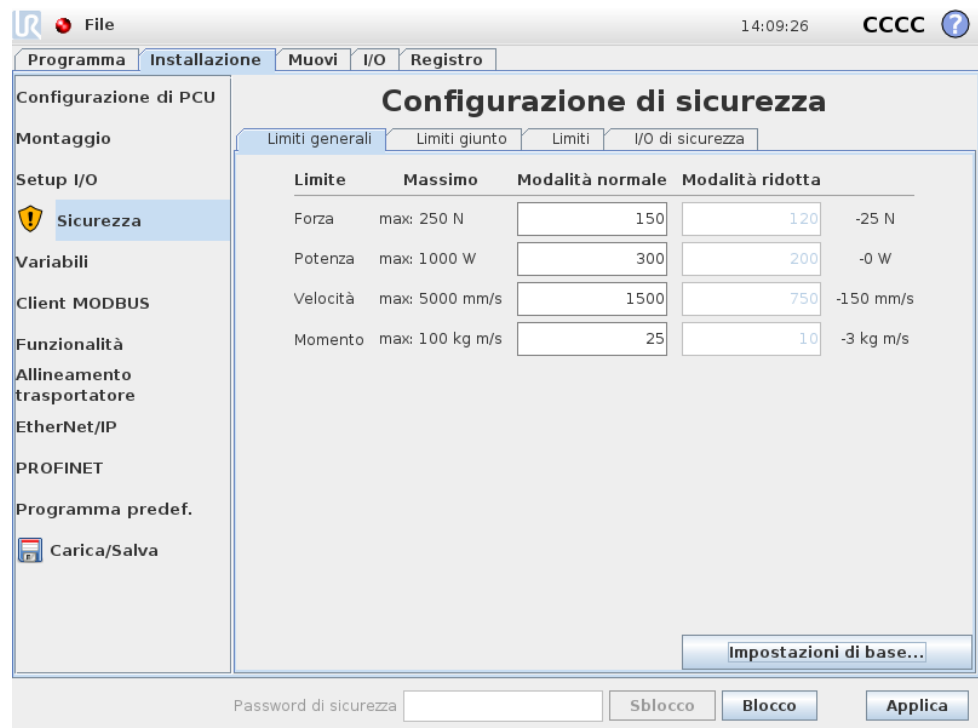 UR File 14:09:26 CCCC ?
Programma Installazione Muovi I/O Registro
Configurazione di PCU
Montaggio
Setup I/O
Sicurezza
Variabili
Client MODBUS
Funzionalità
Allineamento
trasportatore
EtherNet/IP
PROFINET
Programma predef.
Carica/Salva
Configurazione di sicurezza
Limiti generali Limiti giunto Limiti I/O di sicurezza
Limite Massimo Modalità normale Modalità ridotta
Forza max: 250 N 150 120 -25 N
Potenza max: 1000 W 300 200 -0 W
Velocità max: 5000 mm/s 1500 750 -150 mm/s
Momento max: 100 kg m/s 25 10 -3 kg m/s
Impostazioni di base...
Password di sicurezza Sblocco Blocco Applica